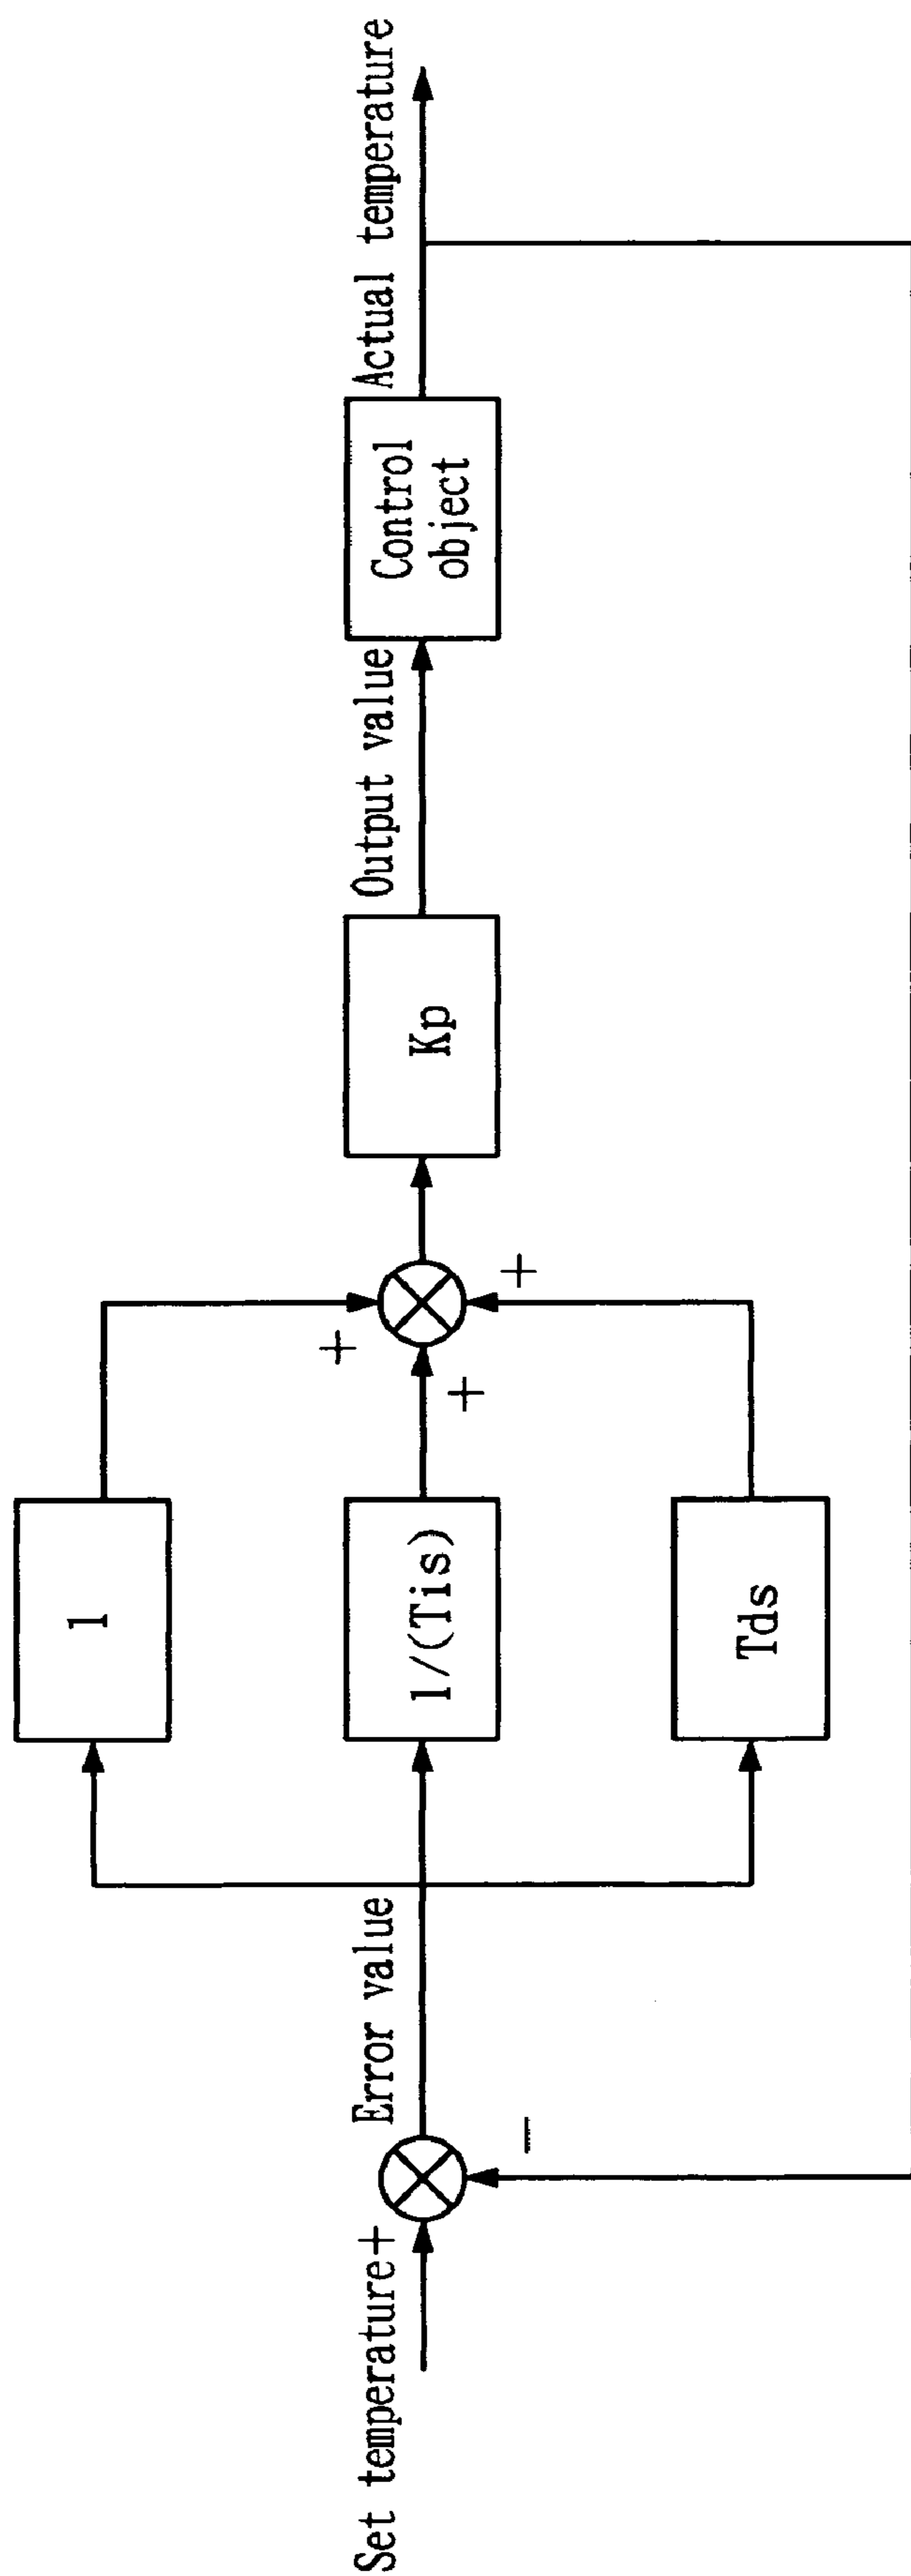 Set temperature+
−
Error value
1
1/(Tis)
Tds
+
+
+
Kp
Output value
Control
object
Actual temperature